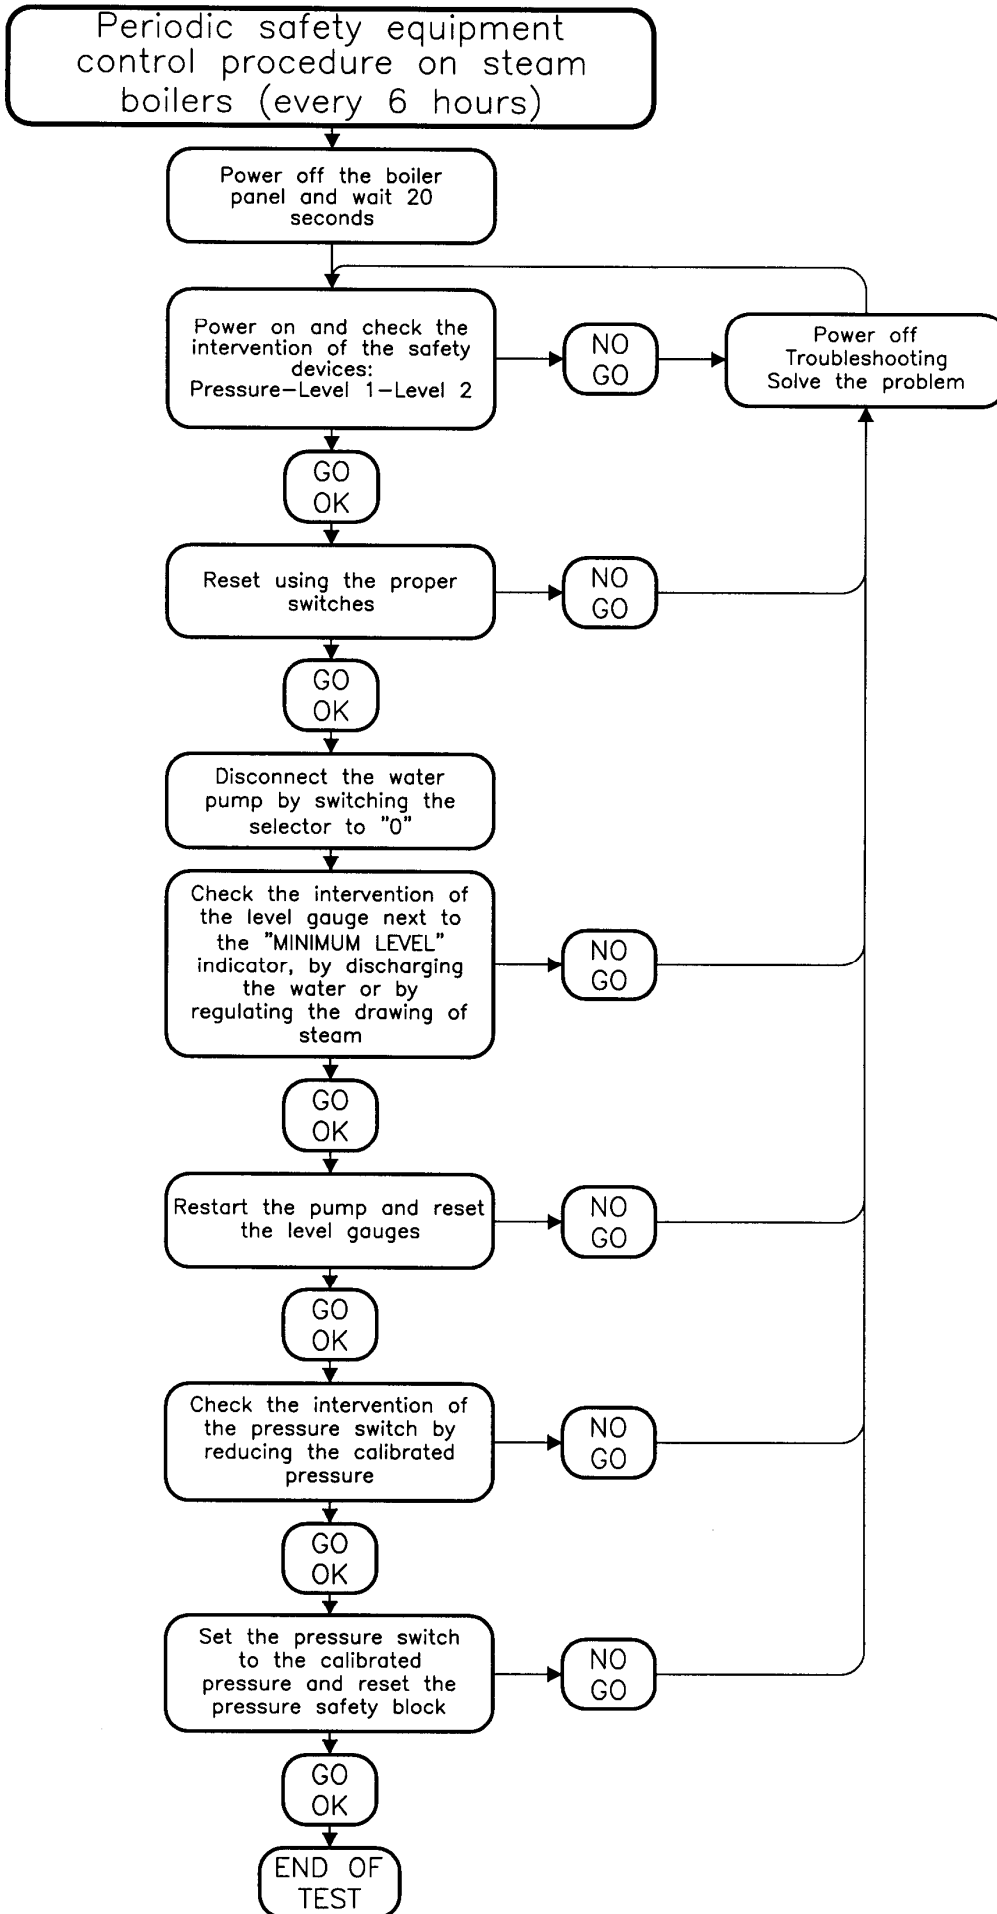 Periodic safety equipment
control procedure on steam
boilers (every 6 hours)
Power off the boiler
panel and wait 20
seconds
Power on and check the
intervention of the safety
devices:
Pressure-Level 1-Level 2
NO
GO
Power off
Troubleshooting
Solve the problem
GO
OK
Reset using the proper
switches
NO
GO
GO
OK
Disconnect the water
pump by switching the
selector to "0"
Check the intervention of
the level gauge next to
the "MINIMUM LEVEL"
indicator, by discharging
the water or by
regulating the drawing of
steam
NO
GO
GO
OK
Restart the pump and reset
the level gauges
NO
GO
GO
OK
Check the intervention of
the pressure switch by
reducing the calibrated
pressure
NO
GO
GO
OK
Set the pressure switch
to the calibrated
pressure and reset the
pressure safety block
NO
GO
GO
OK
END OF
TEST